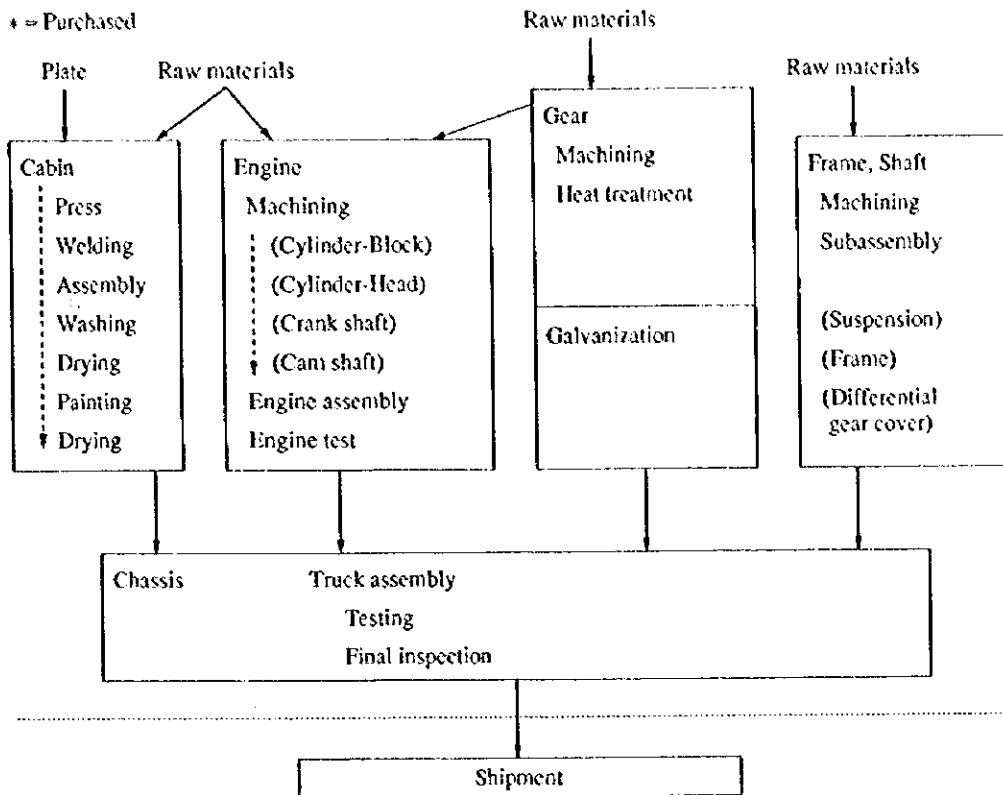 * = Purchased
Plate
Raw materials
Raw materials
Raw materials
Cabin
Press
Welding
Assembly
Washing
Drying
Painting
Drying
Engine
Machining
(Cylinder-Block)
(Cylinder-Head)
(Crank shaft)
(Cam shaft)
Engine assembly
Engine test
Gear
Machining
Heat treatment
Galvanization
Frame, Shaft
Machining
Subassembly
(Suspension)
(Frame)
(Differential
gear cover)
Chassis
Truck assembly
Testing
Final inspection
Shipment